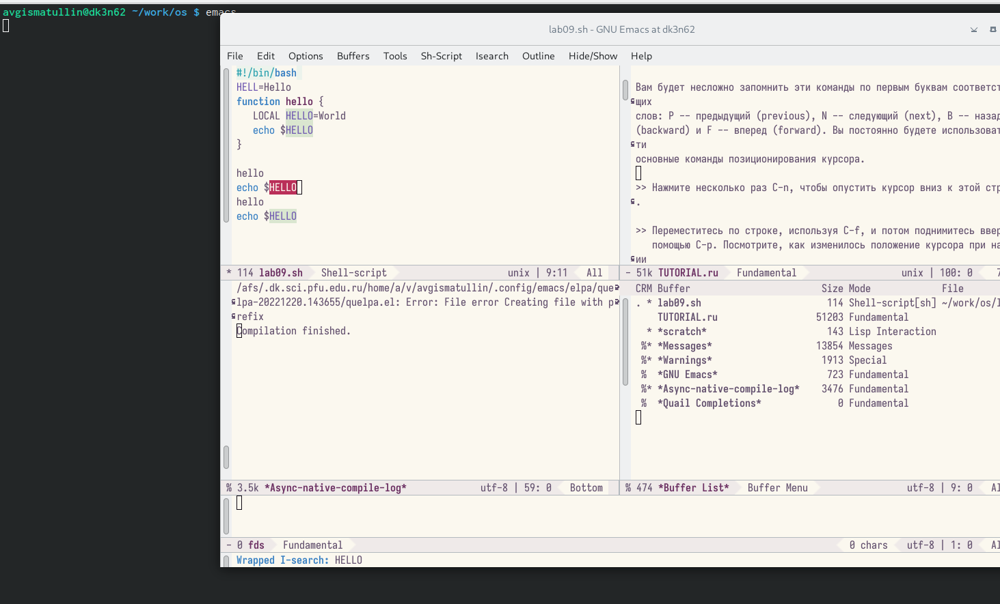 avgismatullin@dk3n62 ~/work/os $ emacs
lab09.sh - GNU Emacs at dk3n62
File Edit Options Buffers Tools Sh-Script Isearch Outline Hide/Show Help
#!/bin/bash
HELL=Hello
function hello {
   LOCAL HELLO=World
   echo $HELLO
}
hello
echo $HELLO
hello
echo $HELLO
* 114 lab09.sh Shell-script unix | 9:11 All
Вам будет несложно запомнить эти команды по первым буквам соответст
щих
слов: P -- предыдущий (previous), N -- следующий (next), B -- назад
(backward) и F -- вперед (forward). Вы постоянно будете использоват
ти
основные команды позиционирования курсора.
>> Нажмите несколько раз C-n, чтобы опустить курсор вниз к этой стр
.
>> Переместитесь по строке, используя C-f, и потом поднимитесь ввер
   помощью C-p. Посмотрите, как изменилось положение курсора при на
ии
- 51k TUTORIAL.ru Fundamental unix | 100: 0 7
/afs/.dk.sci.pfu.edu.ru/home/a/v/avgismatullin/.config/emacs/elpa/que
lpa-20221220.143655/quelpa.el: Error: File error Creating file with p
refix
Compilation finished.
% 3.5k *Async-native-compile-log* utf-8 | 59: 0 Bottom
CRM Buffer Size Mode File
. * lab09.sh 114 Shell-script[sh] ~/work/os/l
TUTORIAL.ru 51203 Fundamental
* *scratch* 143 Lisp Interaction
%* *Messages* 13854 Messages
%* *Warnings* 1913 Special
% *GNU Emacs* 723 Fundamental
%* *Async-native-compile-log* 3476 Fundamental
% *Quail Completions* 0 Fundamental
% 474 *Buffer List* Buffer Menu utf-8 | 9: 0 Al
- 0 fds Fundamental 0 chars utf-8 | 1: 0 Al
Wrapped I-search: HELLO